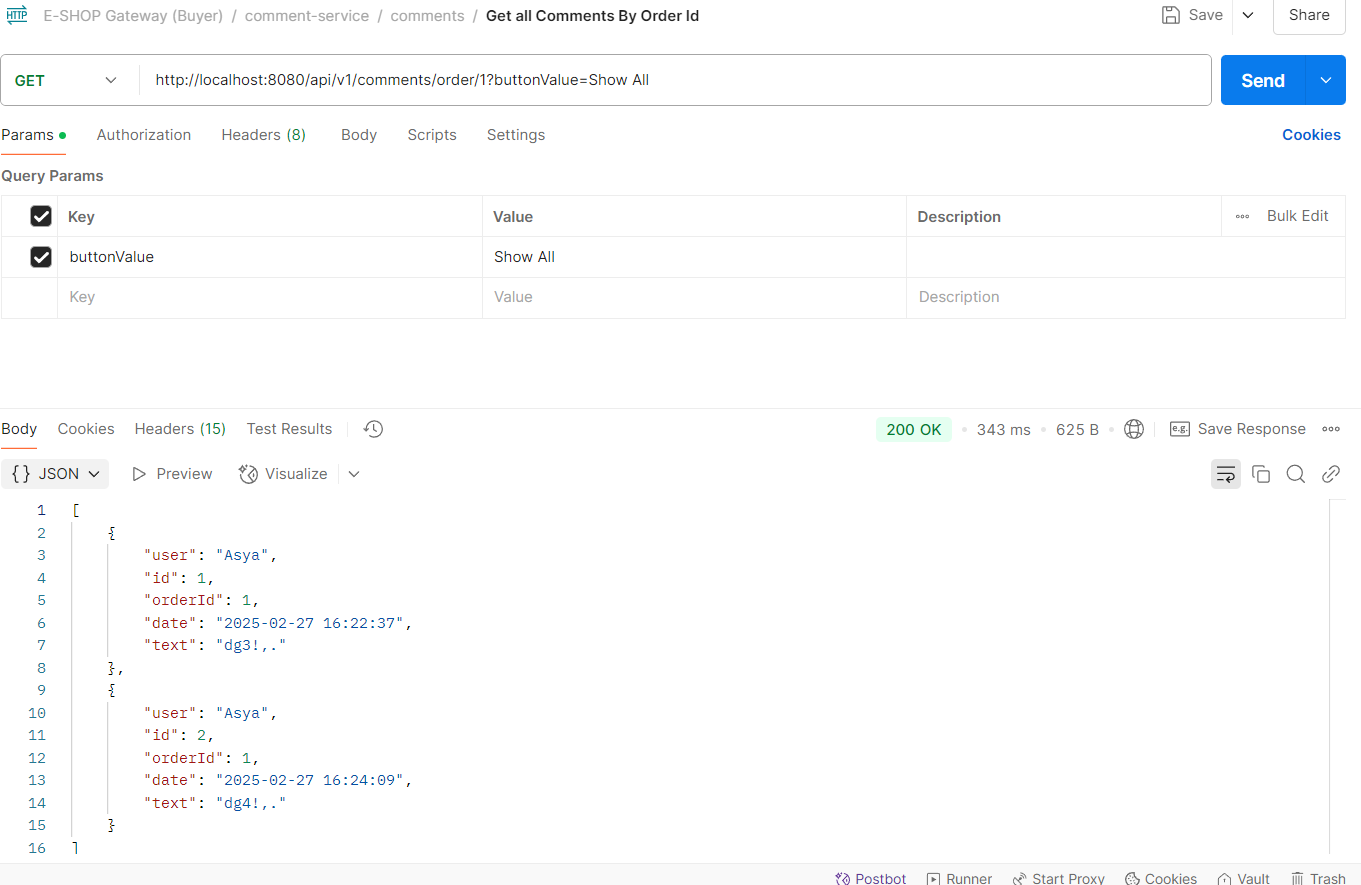 HTTP E-SHOP Gateway (Buyer) / comment-service / comments / Get all Comments By Order Id Save Share
GET http://localhost:8080/api/v1/comments/order/1?buttonValue=Show All Send
Params Authorization Headers (8) Body Scripts Settings Cookies
Query Params
Key Value Description Bulk Edit
buttonValue Show All
Key Value Description
Body Cookies Headers (15) Test Results 200 OK 343 ms 625 B e.g. Save Response
{} JSON Preview Visualize
1 [
2 {
3 "user": "Asya",
4 "id": 1,
5 "orderId": 1,
6 "date": "2025-02-27 16:22:37",
7 "text": "dg3!,."
8 },
9 {
10 "user": "Asya",
11 "id": 2,
12 "orderId": 1,
13 "date": "2025-02-27 16:24:09",
14 "text": "dg4!,."
15 }
16 ]
Postbot Runner Start Proxy Cookies Vault Trash